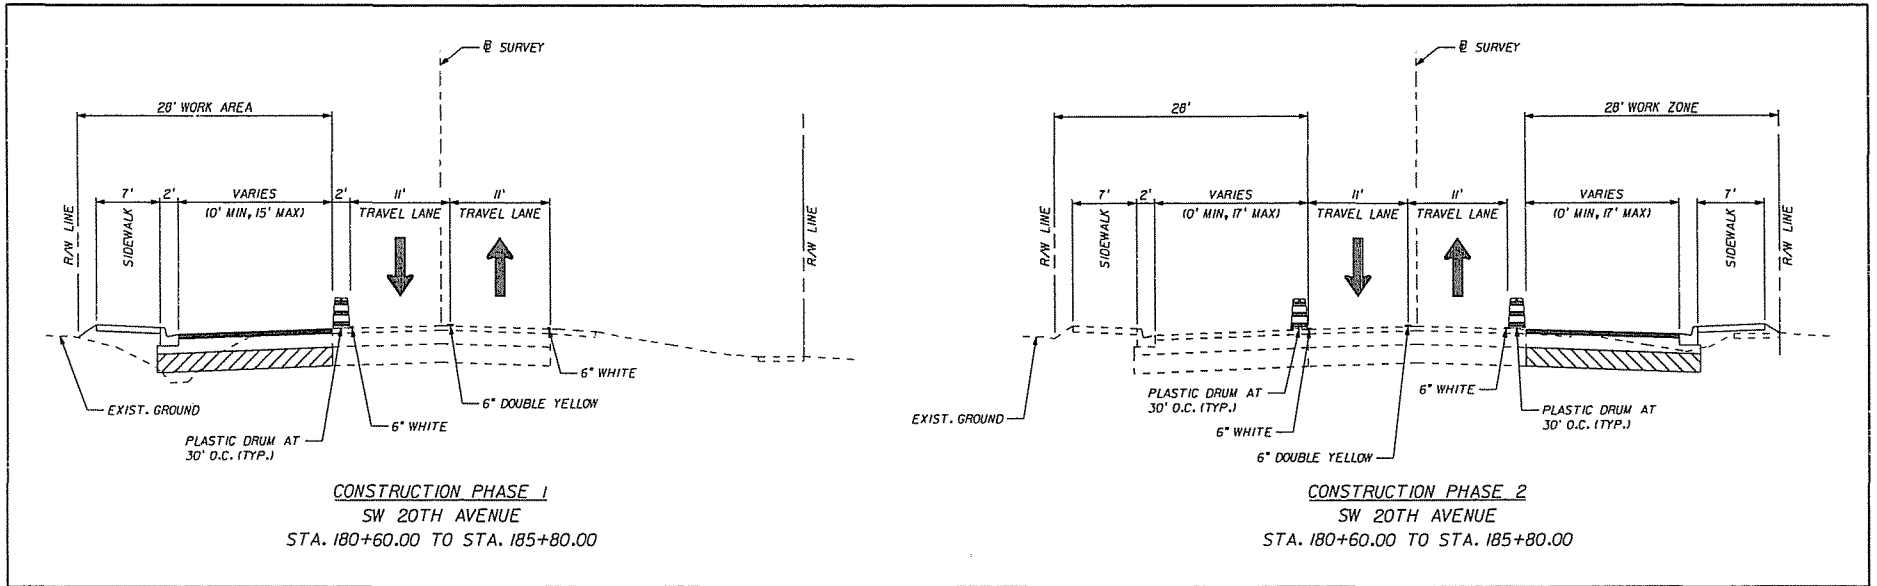 ℄ SURVEY
28' WORK AREA
7'
2'
VARIES
(0' MIN, 15' MAX)
2'
11'
TRAVEL LANE
11'
TRAVEL LANE
R/W LINE
SIDEWALK
R/W LINE
EXIST. GROUND
PLASTIC DRUM AT
30' O.C. (TYP.)
6" WHITE
6" DOUBLE YELLOW
6" WHITE
CONSTRUCTION PHASE 1
SW 20TH AVENUE
STA. 180+60.00 TO STA. 185+80.00
℄ SURVEY
28'
28' WORK ZONE
7'
2'
VARIES
(0' MIN, 17' MAX)
11'
TRAVEL LANE
11'
TRAVEL LANE
VARIES
(0' MIN, 17' MAX)
7'
R/W LINE
SIDEWALK
SIDEWALK
R/W LINE
EXIST. GROUND
PLASTIC DRUM AT
30' O.C. (TYP.)
6" WHITE
6" DOUBLE YELLOW
6" WHITE
PLASTIC DRUM AT
30' O.C. (TYP.)
CONSTRUCTION PHASE 2
SW 20TH AVENUE
STA. 180+60.00 TO STA. 185+80.00